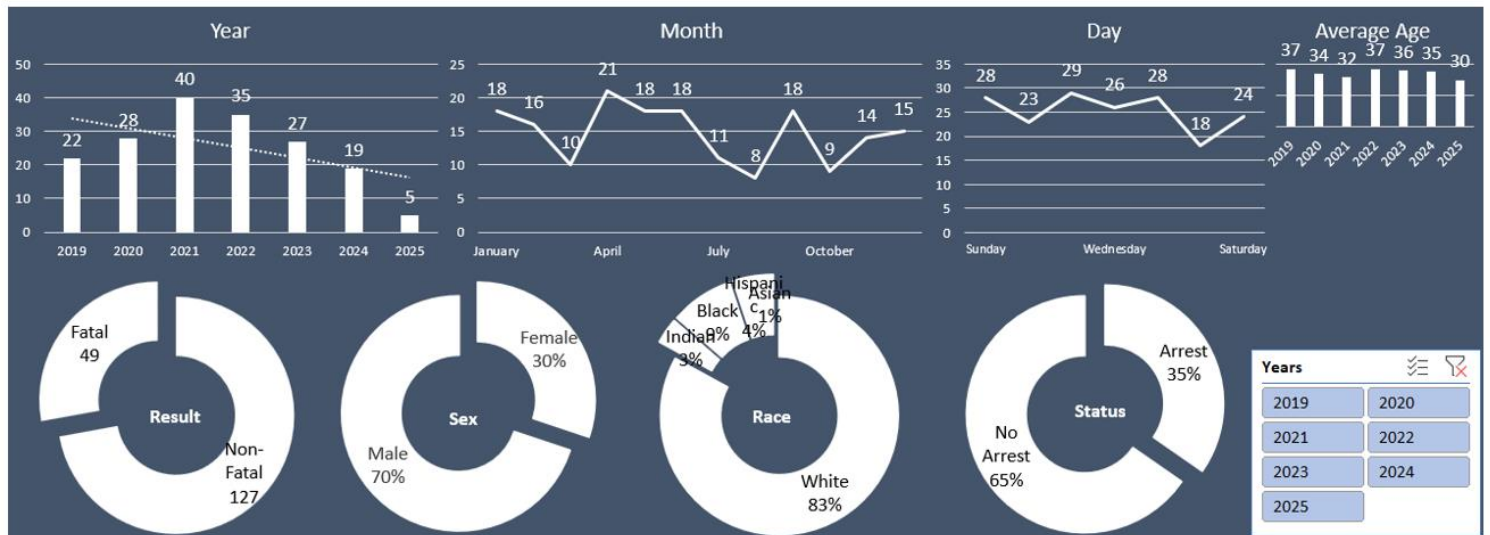 Year
50
40
30
20
10
0
22
28
40
35
27
19
5
2019 2020 2021 2022 2023 2024 2025
Month
25
20
15
10
5
0
18
16
10
21
18
18
11
8
18
9
14
15
January April July October
Day
35
30
25
20
15
10
5
0
28
23
29
26
28
18
24
Sunday Wednesday Saturday
Average Age
37 34 32 37 36 35 30
2019 2020 2021 2022 2023 2024 2025
Fatal
49
Result
Non-
Fatal
127
Female
30%
Sex
Male
70%
Hispani
c
4%
Asian
1%
Black
9%
Indian
3%
Race
White
83%
Arrest
35%
Status
No
Arrest
65%
Years
2019 2020
2021 2022
2023 2024
2025